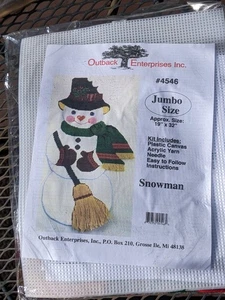 Outback Enterprises Inc.
#4546
Jumbo
Size
Approx. Size:
19" x 32"
Kit Includes:
Plastic Canvas
Acrylic Yarn
Needle
Easy to Follow
Instructions
Snowman
Outback Enterprises, Inc., P.O. Box 210, Grosse Ile, Mi 48138